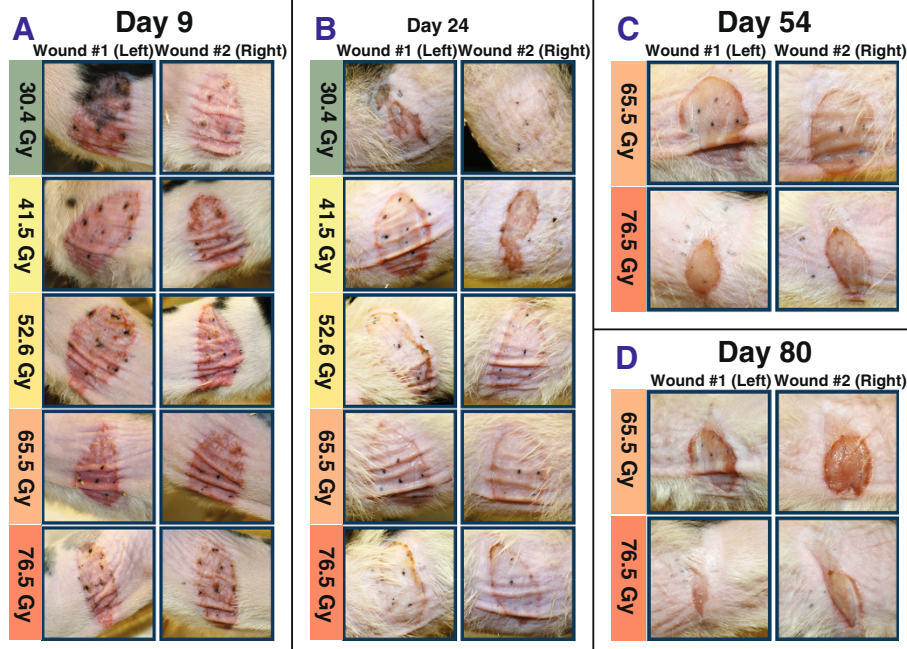 A
Day 9
Wound #1 (Left) Wound #2 (Right)
30.4 Gy
41.5 Gy
52.6 Gy
65.5 Gy
76.5 Gy
B
Day 24
Wound #1 (Left) Wound #2 (Right)
30.4 Gy
41.5 Gy
52.6 Gy
65.5 Gy
76.5 Gy
C
Day 54
Wound #1 (Left) Wound #2 (Right)
65.5 Gy
76.5 Gy
D
Day 80
Wound #1 (Left) Wound #2 (Right)
65.5 Gy
76.5 Gy